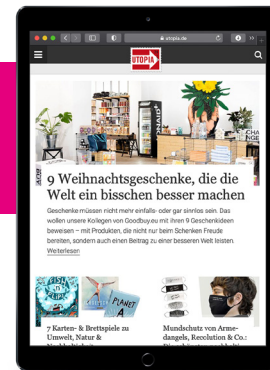 utopia.de
UTOPIA
9 Weihnachtsgeschenke, die die
Welt ein bisschen besser machen
Geschenke müssen nicht mehr einfalls- oder gar sinnlos sein. Das
wollen unsere Kollegen von Goodbuy.eu mit ihren 9 Geschenkideen
beweisen – mit Produkten, die nicht nur beim Schenken Freude
bereiten, sondern auch einen Beitrag zu einer besseren Welt leisten.
Weiterlesen
PLANET
A
7 Karten- & Brettspiele zu
Umwelt, Natur &
Mundschutz von Arme-
dangels, Recolution & Co.: